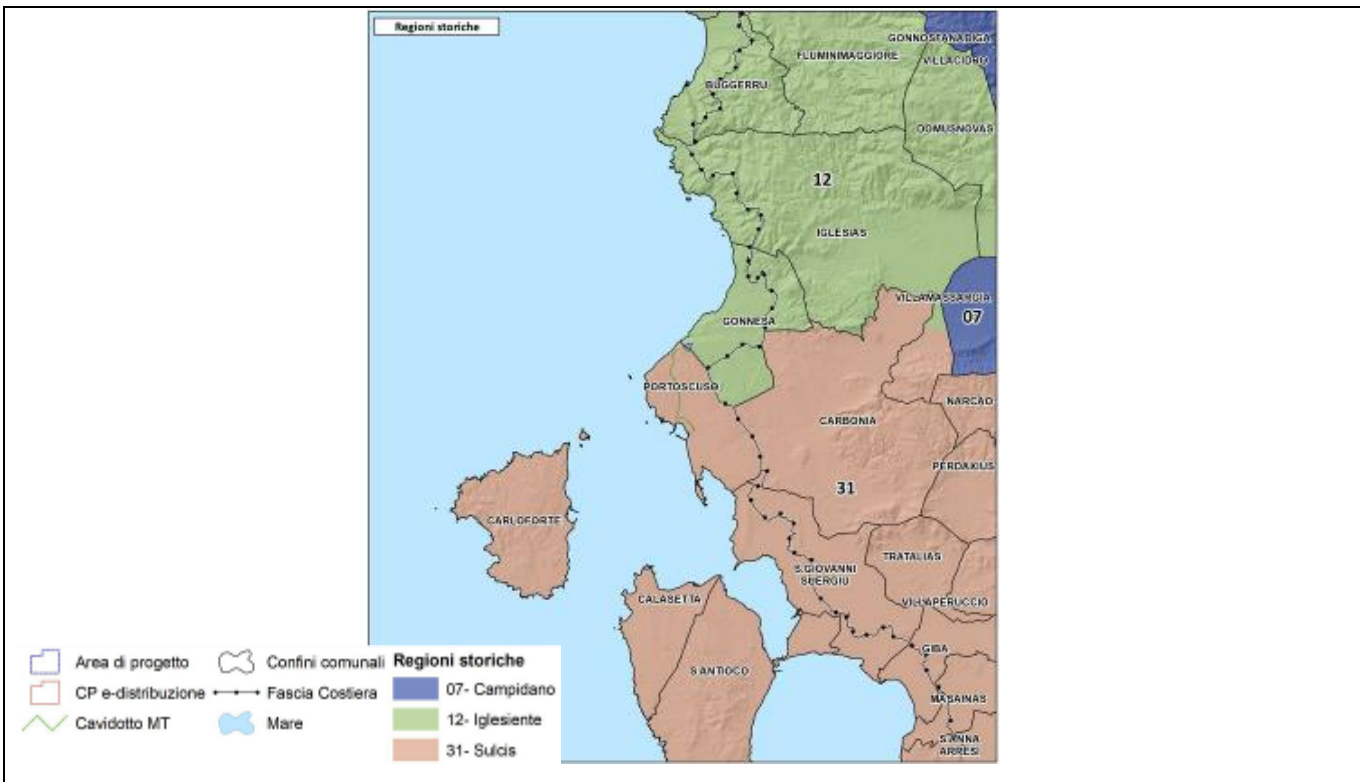 Regioni storiche
GONNOSTANADIGA
FLUMINIMAGGIORE
VILLACIDRO
BUGGERRU
DOMUSNOVAS
12
IGLESIAS
VILLAMASSARGIA
07
GONNESA
PORTOSCUSO
NARCAO
CARBONIA
PERDAXIUS
31
CARLOFORTE
TRATALIAS
S.GIOVANNI
SUERGIU
CALASETTA
VILLAPERUCCIO
GIBA
S.ANTIOCO
MASAINAS
S.ANNA
ARRESI
Area di progetto
CP e-distribuzione
Cavidotto MT
Confini comunali
Fascia Costiera
Mare
Regioni storiche
07- Campidano
12- Iglesiente
31- Sulcis